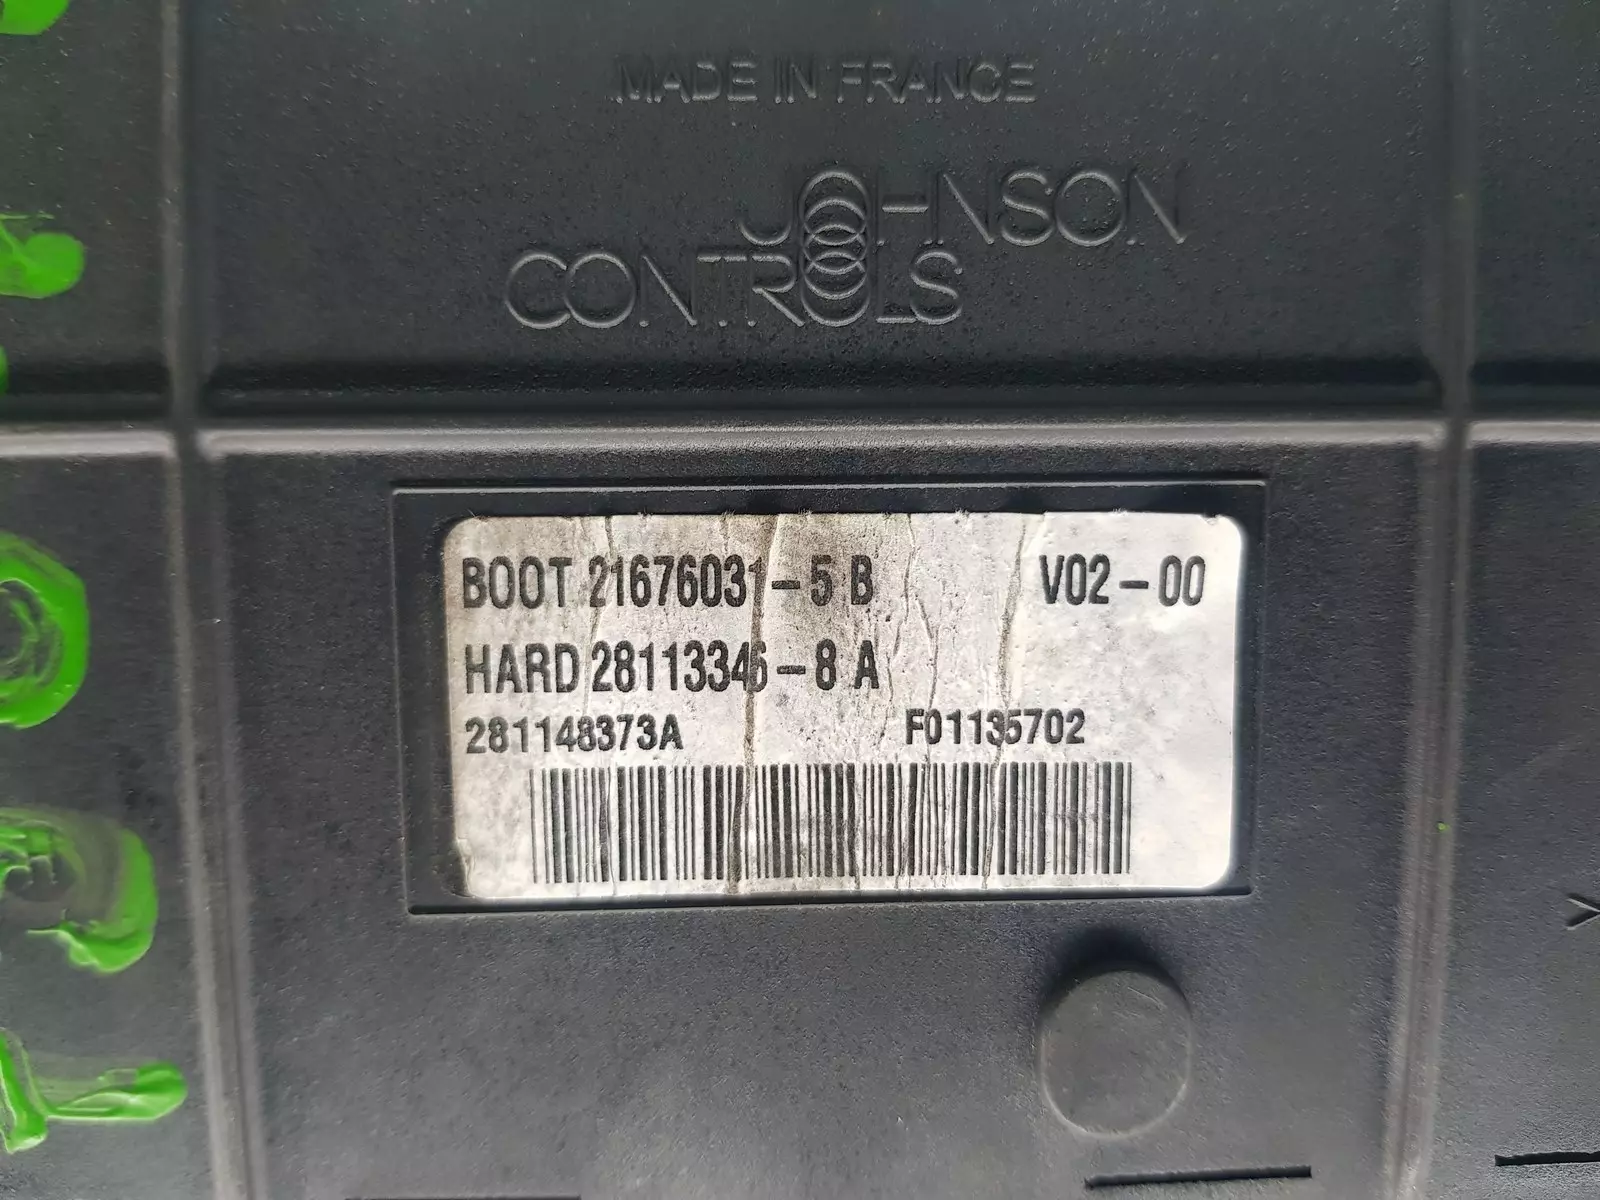 MADE IN FRANCE
JOHNSON
CONTROLS
BOOT 21676031-5 B V02-00
HARD 28113346-8 A
281148373A F01135702